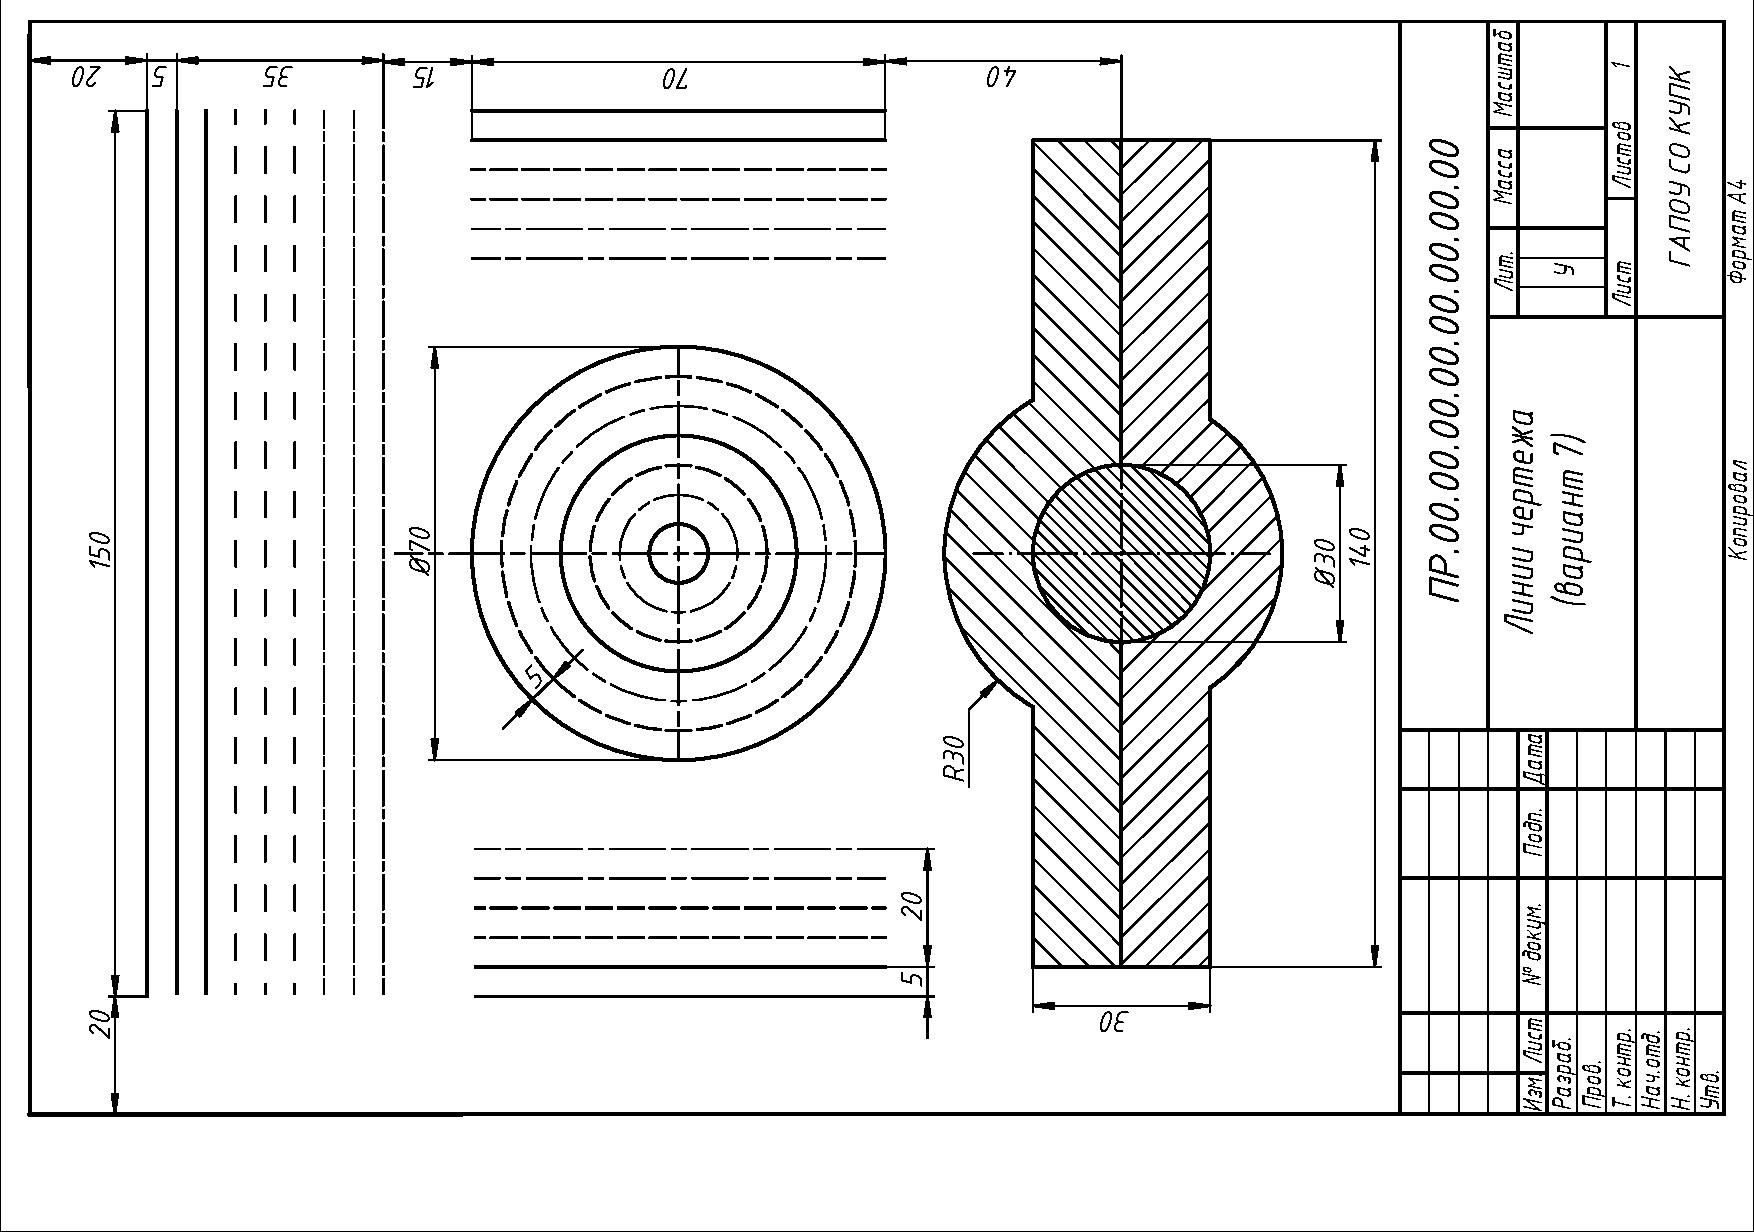 20
5
35
15
70
40
150
20
Ø70
5
20
5
R30
Ø30
140
30
ПР.00.00.00.00.00.00.00.00
Линии чертежа
(вариант 7)
Лит.
Масса
Масштаб
У
Лист
Листов 1
ГАПОУ СО КУПК
Изм.
Лист
№ докум.
Подп.
Дата
Разраб.
Пров.
Т. контр.
Нач.отд.
Н. контр.
Утв.
Копировал
Формат А4